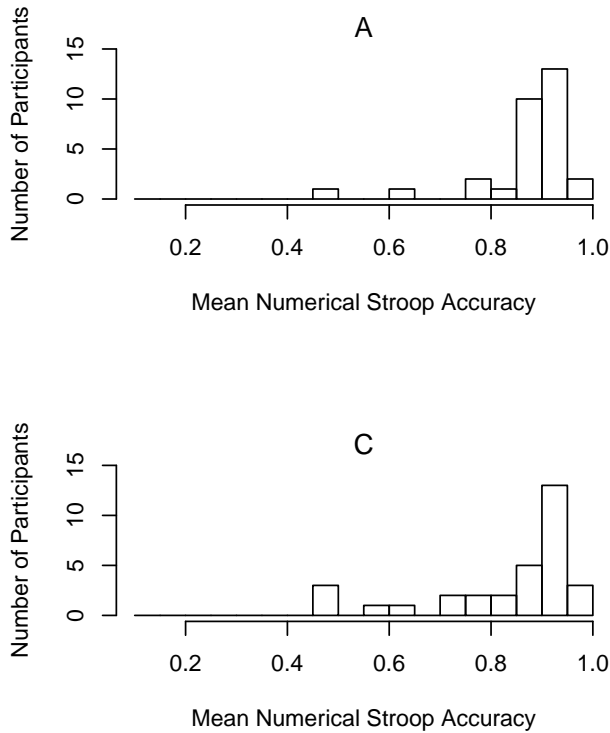 A
Number of Participants
15
10
5
0
0.2 0.4 0.6 0.8 1.0
Mean Numerical Stroop Accuracy
C
Number of Participants
15
10
5
0
0.2 0.4 0.6 0.8 1.0
Mean Numerical Stroop Accuracy